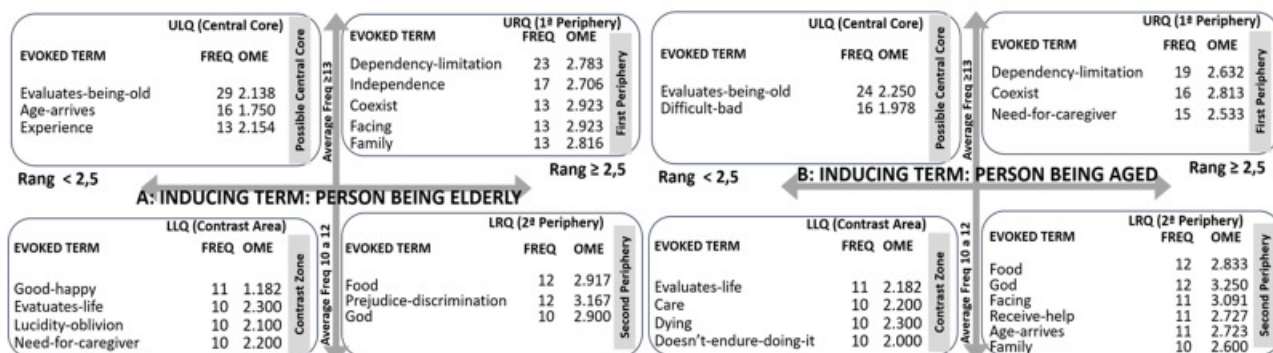 ULQ (Central Core)
EVOKED TERM FREQ OME
Evaluates-being-old 29 2.138
Age-arrives 16 1.750
Experience 13 2.154
Possible Central Core
Average Freq ≥13
URQ (1ª Periphery)
EVOKED TERM FREQ OME
Dependency-limitation 23 2.783
Independence 17 2.706
Coexist 13 2.923
Facing 13 2.923
Family 13 2.816
First Periphery
Rang < 2,5
Rang ≥ 2,5
A: INDUCING TERM: PERSON BEING ELDERLY
LLQ (Contrast Area)
EVOKED TERM FREQ OME
Good-happy 11 1.182
Evatuates-life 10 2.300
Lucidity-oblivion 10 2.100
Need-for-caregiver 10 2.200
Contrast Zone
Average Freq 10 a 12
LRQ (2ª Periphery)
EVOKED TERM FREQ OME
Food 12 2.917
Prejudice-discrimination 12 3.167
God 10 2.900
Second Periphery
ULQ (Central Core)
EVOKED TERM FREQ OME
Evaluates-being-old 24 2.250
Difficult-bad 16 1.978
Possible Central Core
Average Freq ≥13
URQ (1ª Periphery)
EVOKED TERM FREQ OME
Dependency-limitation 19 2.632
Coexist 16 2.813
Need-for-caregiver 15 2.533
First Periphery
Rang < 2,5
Rang ≥ 2,5
B: INDUCING TERM: PERSON BEING AGED
LLQ (Contrast Area)
EVOKED TERM FREQ OME
Evaluates-life 11 2.182
Care 10 2.200
Dying 10 2.300
Doesn't-endure-doing-it 10 2.000
Contrast Zone
Average Freq 10 a 12
LRQ (2ª Periphery)
EVOKED TERM FREQ OME
Food 12 2.833
God 12 3.250
Facing 11 3.091
Receive-help 11 2.727
Age-arrives 11 2.723
Family 10 2.600
Second Periphery